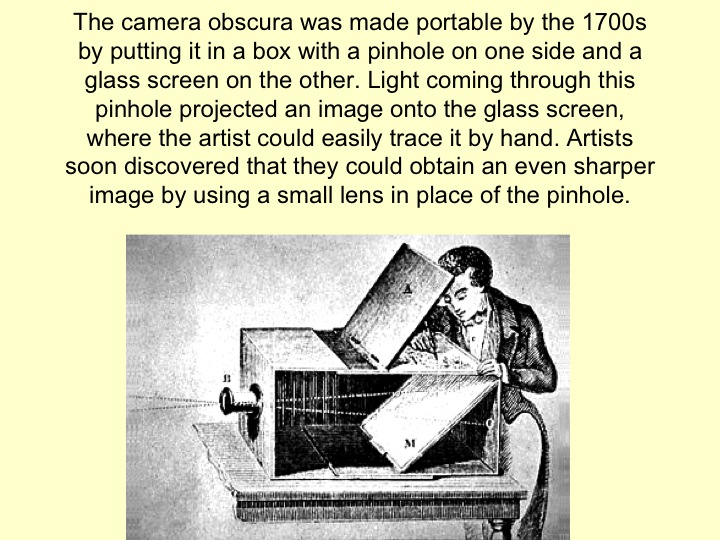 The camera obscura was made portable by the 1700s
by putting it in a box with a pinhole on one side and a
glass screen on the other. Light coming through this
pinhole projected an image onto the glass screen,
where the artist could easily trace it by hand. Artists
soon discovered that they could obtain an even sharper
image by using a small lens in place of the pinhole.
A
B
O
M